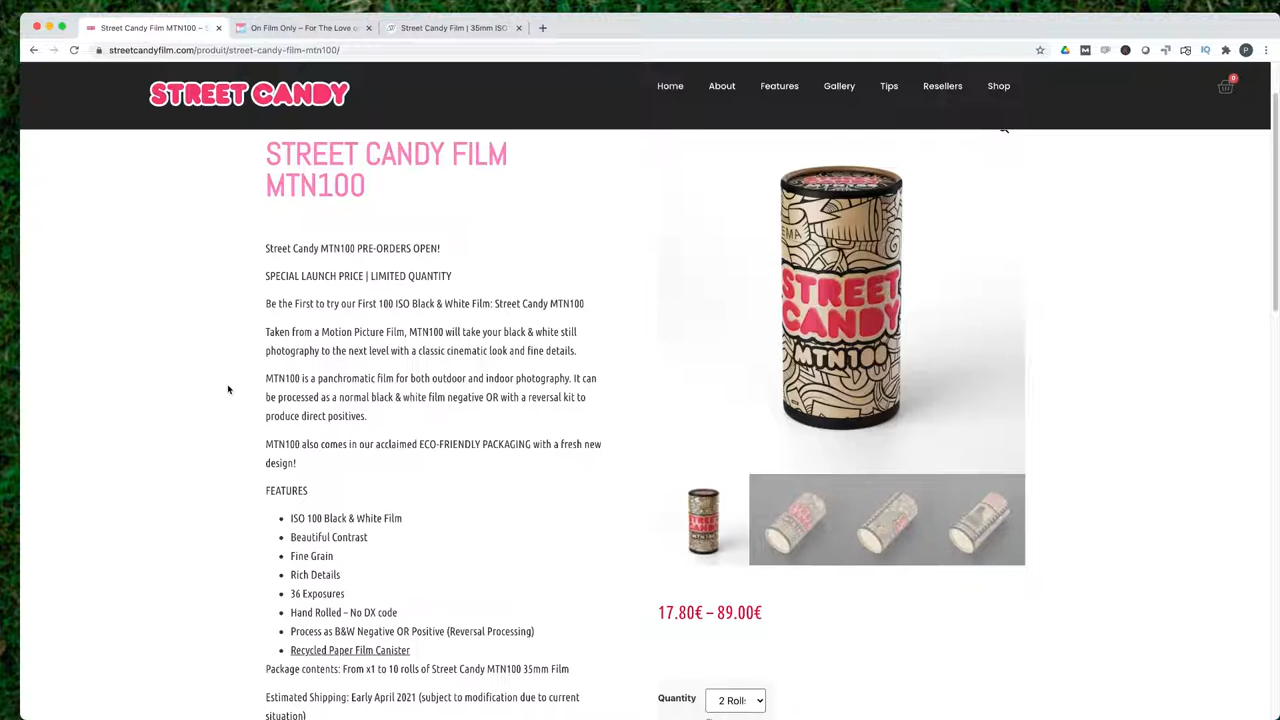 Street Candy Film MTN100 – S
On Film Only – For The Love o
Street Candy Film | 35mm ISO
streetcandyfilm.com/produit/street-candy-film-mtn100/
STREET CANDY
Home
About
Features
Gallery
Tips
Resellers
Shop
0
STREET CANDY FILM
MTN100
Street Candy MTN100 PRE-ORDERS OPEN!
SPECIAL LAUNCH PRICE | LIMITED QUANTITY
Be the First to try our First 100 ISO Black & White Film: Street Candy MTN100
Taken from a Motion Picture Film, MTN100 will take your black & white still
photography to the next level with a classic cinematic look and fine details.
MTN100 is a panchromatic film for both outdoor and indoor photography. It can
be processed as a normal black & white film negative OR with a reversal kit to
produce direct positives.
MTN100 also comes in our acclaimed ECO-FRIENDLY PACKAGING with a fresh new
design!
FEATURES
ISO 100 Black & White Film
Beautiful Contrast
Fine Grain
Rich Details
36 Exposures
Hand Rolled – No DX code
Process as B&W Negative OR Positive (Reversal Processing)
Recycled Paper Film Canister
Package contents: From x1 to 10 rolls of Street Candy MTN100 35mm Film
Estimated Shipping: Early April 2021 (subject to modification due to current
situation)
MTN100
STREET
CANDY
MTN100
17.80€ – 89.00€
Quantity
2 Rolls